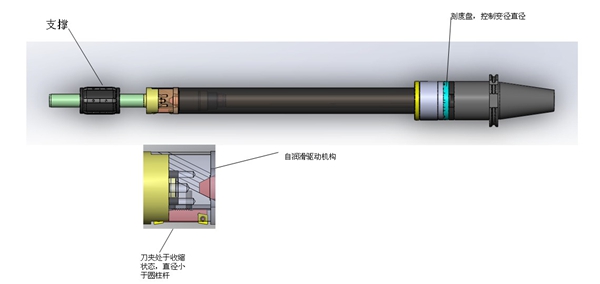 支撑
刻度盘，控制变径直径
自润滑驱动机构
刀夹处于收缩
状态，直径小
于圆柱杆